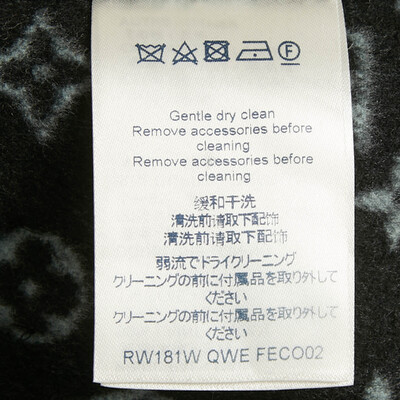 F
Gentle dry clean
Remove accessories before
cleaning
Remove accessories before
cleaning
缓和干洗
清洗前请取下配饰
清洗前请取下配饰
弱流でドライクリーニング
クリーニングの前に付属品を取り外して
ください
クリーニングの前に付属品を取り外して
ください
RW181W QWE FECO02